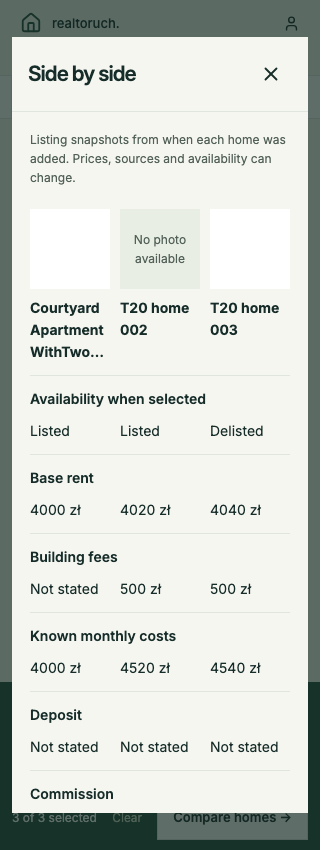 realtoruch.
Side by side
Listing snapshots from when each home was
added. Prices, sources and availability can
change.
No photo
available
Courtyard
Apartment
WithTwo...
T20 home
002
T20 home
003
Availability when selected
Listed Listed Delisted
Base rent
4000 zł 4020 zł 4040 zł
Building fees
Not stated 500 zł 500 zł
Known monthly costs
4000 zł 4520 zł 4540 zł
Deposit
Not stated Not stated Not stated
Commission
3 of 3 selected Clear Compare homes →